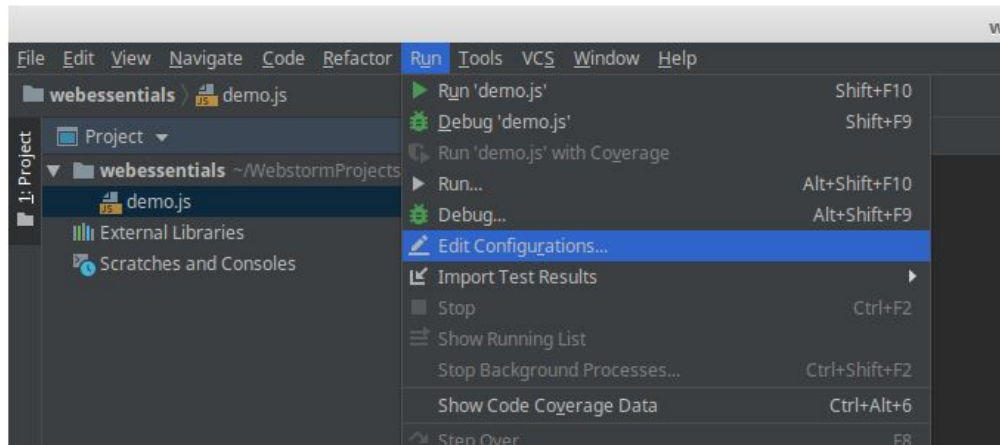 w
File Edit View Navigate Code Refactor Run Tools VCS Window Help
webessentials demo.js
1: Project
Project
webessentials ~/WebstormProjects
demo.js
External Libraries
Scratches and Consoles
Run 'demo.js' Shift+F10
Debug 'demo.js' Shift+F9
Run 'demo.js' with Coverage
Run... Alt+Shift+F10
Debug... Alt+Shift+F9
Edit Configurations...
Import Test Results
Stop Ctrl+F2
Show Running List
Stop Background Processes... Ctrl+Shift+F2
Show Code Coverage Data Ctrl+Alt+6
Step Over F8